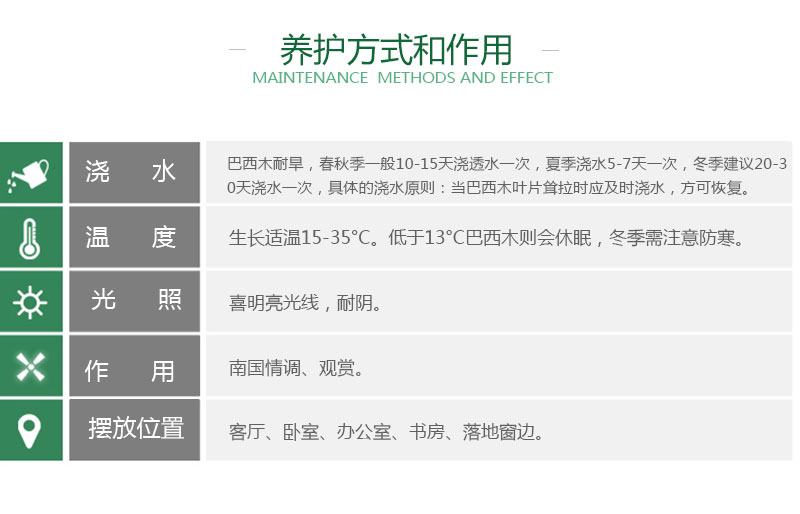 养护方式和作用
MAINTENANCE METHODS AND EFFECT
浇 水
巴西木耐旱，春秋季一般10-15天浇透水一次，夏季浇水5-7天一次，冬季建议20-3
0天浇水一次，具体的浇水原则：当巴西木叶片耷拉时应及时浇水，方可恢复。
温 度
生长适温15-35°C。低于13°C巴西木则会休眠，冬季需注意防寒。
光 照
喜明亮光线，耐阴。
作 用
南国情调、观赏。
摆放位置
客厅、卧室、办公室、书房、落地窗边。